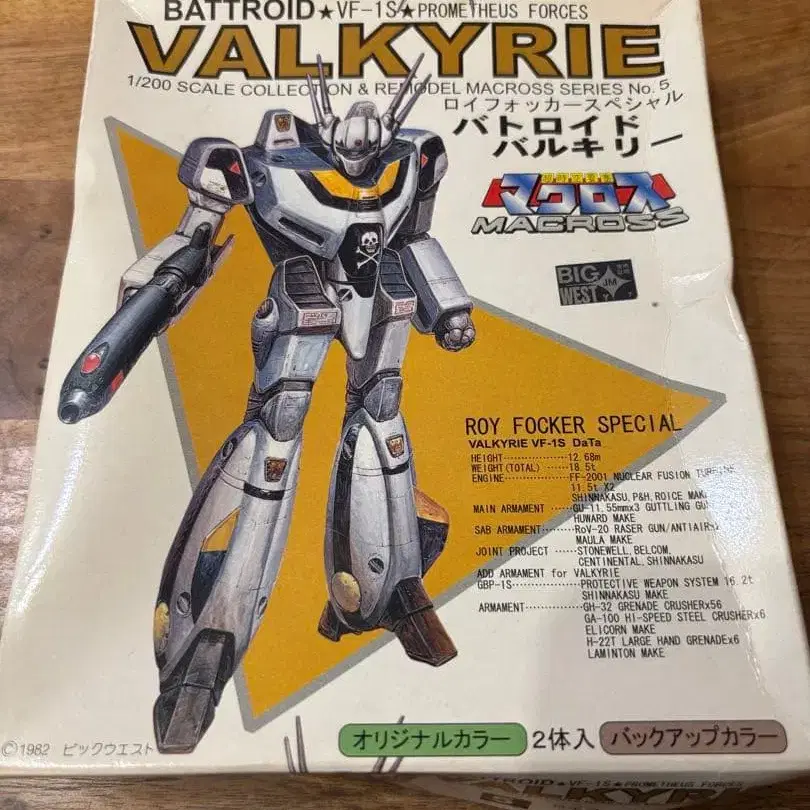 BATTROID★VF-1S★PROMETHEUS FORCES
VALKYRIE
1/200 SCALE COLLECTION & REMODEL MACROSS SERIES No.5
ロイフォッカースペシャル
バトロイド
バルキリー
マクロス
MACROSS
BIG
WEST
JM
ROY FOCKER SPECIAL
VALKYRIE VF-1S DaTa
HEIGHT 12.68m
WEIGHT(TOTAL) 18.5t
ENGINE FF-2001 NUCLEAR FUSION TURBINE
11.5t X2
SHINNAKASU, P&H, ROICE
MAIN ARMAMENT GU-11.55mmx3 GUTTLING
HUWARD MAKE
SAB ARMAMENT RoV-20 RASER GUN/ANTIAIR
MAULA MAKE
JOINT PROJECT STONEWELL, BELCOM,
CENTINENTAL, SHINNAKASU
ADD ARMAMENT for VALKYRIE
GBP-1S PROTECTIVE WEAPON SYSTEM 16.2t
SHINNAKASU MAKE
ARMAMENT GH-32 GRENADE CRUSHERx56
GA-100 HI-SPEED STEEL CRUSHERx6
ELICORN MAKE
H-22T LARGE HAND GRENADEx6
LAMINTON MAKE
©1982 ビックウエスト
オリジナルカラー 2体入 バックアップカラー
BATTROID★VF-1S★PROMETHEUS FORCES